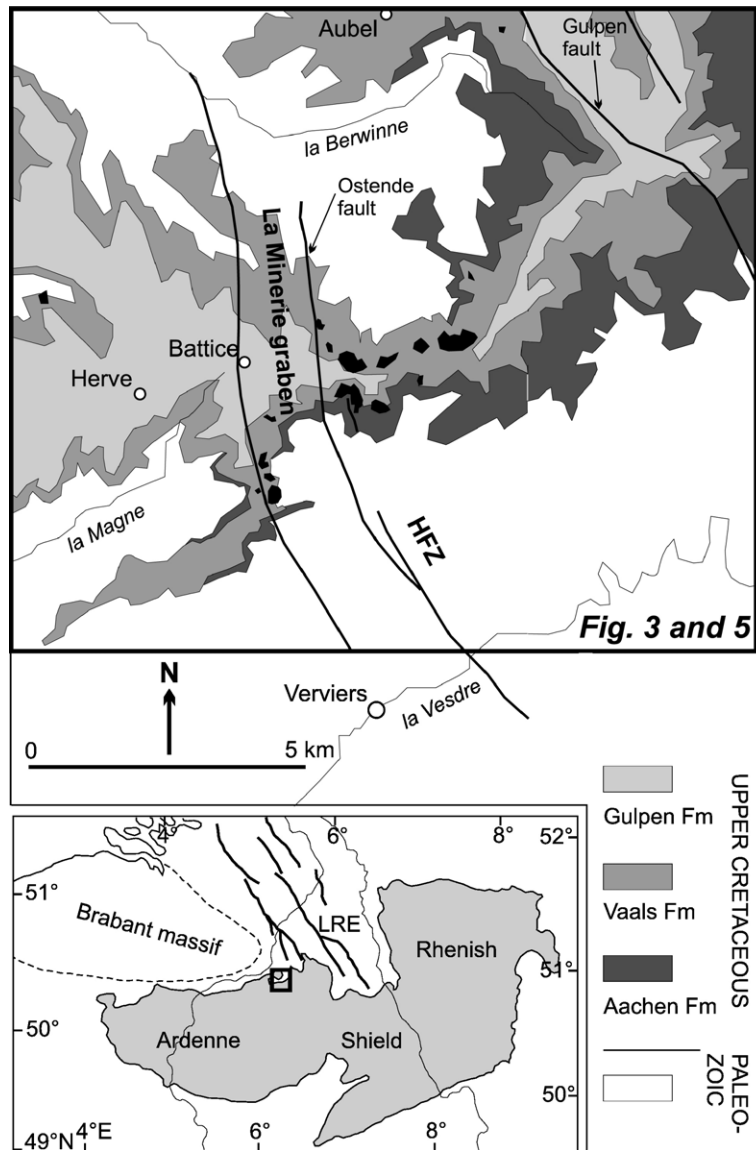 Aubel
Gulpen
fault
la Berwinne
Ostende
fault
La Minerie graben
Battice
Herve
la Magne
HFZ
Fig. 3 and 5
N
Verviers
la Vesdre
0 5 km
UPPER CRETACEOUS
Gulpen Fm
Vaals Fm
Aachen Fm
PALEO-
ZOIC
4° 6° 8° 52°
51°
Brabant massif
LRE
Rhenish
51°
50°
Ardenne Shield
50°
49°N 4°E 6° 8°